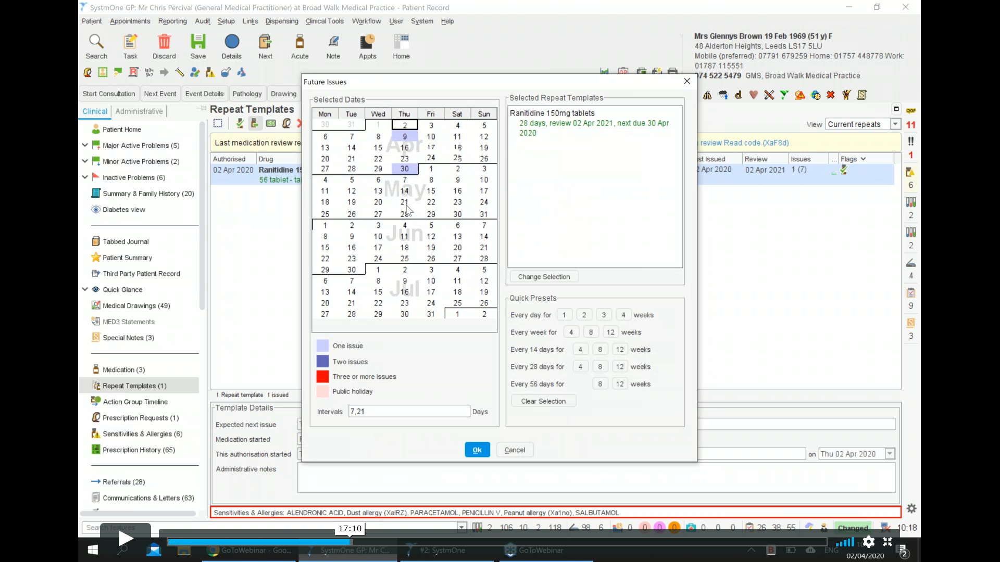 SystmOne GP: Mr Chris Percival (General Medical Practitioner) at Broad Walk Medical Practice - Patient Record
Patient Appointments Reporting Audit Setup Links Dispensing Clinical Tools Workflow User System Help
Search Task Discard Save Details Next Acute Note Appts Home
Mrs Glennys Brown 19 Feb 1969 (51 y) F
48 Alderton Heights, Leeds LS17 5LU
Mobile (preferred): 07791 679259 Home: 01757 448778 Work:
01787 115551
74 522 5479 GMS, Broad Walk Medical Practice
Start Consultation Next Event Event Details Pathology Drawing
Clinical Administrative
Patient Home
Major Active Problems (5)
Minor Active Problems (2)
Inactive Problems (6)
Summary & Family History (20)
Diabetes view
Tabbed Journal
Patient Summary
Third Party Patient Record
Quick Glance
Medical Drawings (49)
MED3 Statements
Special Notes (3)
Medication (3)
Repeat Templates (1)
Action Group Timeline
Prescription Requests (1)
Sensitivities & Allergies (6)
Prescription History (65)
Referrals (28)
Communications & Letters (63)
Repeat Templates
View Current repeats
Last medication review re
review Read code (XaF8d)
Authorised Drug
st Issued Review Issues ... Flags
02 Apr 2020 Ranitidine 1
Apr 2020 02 Apr 2021 1 (7)
56 tablet - ta
1 Repeat template 1 issued
Template Details
Expected next issue
Medication started
This authorisation started
on Thu 02 Apr 2020
Administrative notes
Future Issues
Selected Dates
Mon Tue Wed Thu Fri Sat Sun
30 31 1 2 3 4 5
6 7 8 9 10 11 12
Apr
13 14 15 16 17 18 19
20 21 22 23 24 25 26
27 28 29 30 1 2 3
4 5 6 7 8 9 10
May
11 12 13 14 15 16 17
18 19 20 21 22 23 24
25 26 27 28 29 30 31
1 2 3 4 5 6 7
Jun
8 9 10 11 12 13 14
15 16 17 18 19 20 21
22 23 24 25 26 27 28
29 30 1 2 3 4 5
6 7 8 9 10 11 12
Jul
13 14 15 16 17 18 19
20 21 22 23 24 25 26
27 28 29 30 31 1 2
One issue
Two issues
Three or more issues
Public holiday
Intervals 7,21 Days
Selected Repeat Templates
Ranitidine 150mg tablets
28 days, review 02 Apr 2021, next due 30 Apr
2020
Change Selection
Quick Presets
Every day for 1 2 3 4 weeks
Every week for 4 8 12 weeks
Every 14 days for 4 8 12 weeks
Every 28 days for 4 8 12 weeks
Every 56 days for 8 12 weeks
Clear Selection
Ok Cancel
QOF
11
!!
1
6
2
2
4
9
3
Sensitivities & Allergies: ALENDRONIC ACID, Dust allergy (XaIRZ), PARACETAMOL, PENICILLIN V, Peanut allergy (Xa1no), SALBUTAMOL
Search features
2 106 10 2 118 98 6 0 0 0 0 0 0 0 26 38 55 Changed 10:18
17:10
GoToWebinar - Goo... SystmOne GP: Mr C... #2: SystmOne GoToWebinar
ENG
02/04/2020
2